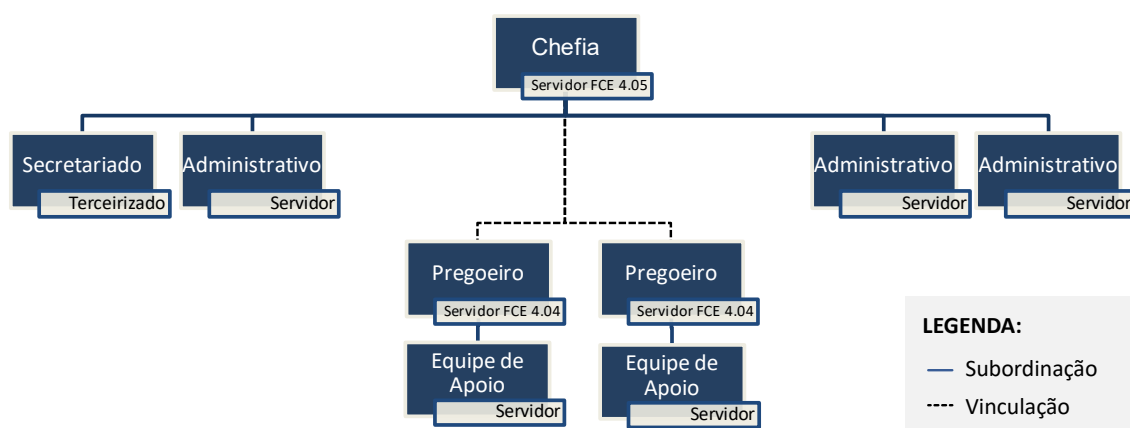 Chefia
Servidor FCE 4.05
Secretariado
Terceirizado
Administrativo
Servidor
Administrativo
Servidor
Administrativo
Servidor
Pregoeiro
Servidor FCE 4.04
Pregoeiro
Servidor FCE 4.04
Equipe de
Apoio
Servidor
Equipe de
Apoio
Servidor
LEGENDA:
Subordinação
Vinculação